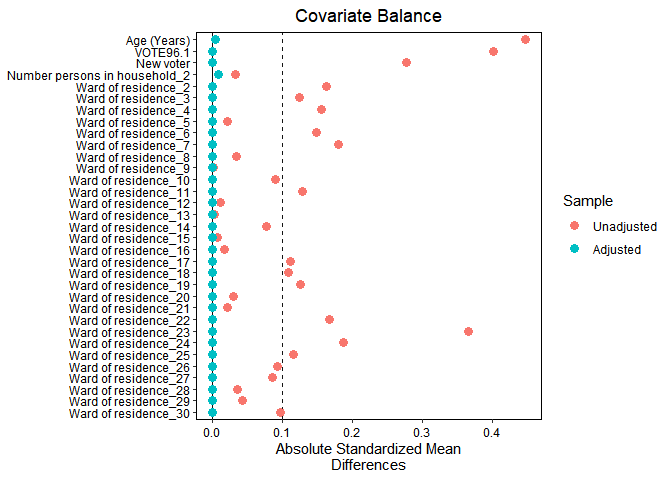 Covariate Balance
Age (Years)
VOTE96.1
New voter
Number persons in household_2
Ward of residence_2
Ward of residence_3
Ward of residence_4
Ward of residence_5
Ward of residence_6
Ward of residence_7
Ward of residence_8
Ward of residence_9
Ward of residence_10
Ward of residence_11
Ward of residence_12
Ward of residence_13
Ward of residence_14
Ward of residence_15
Ward of residence_16
Ward of residence_17
Ward of residence_18
Ward of residence_19
Ward of residence_20
Ward of residence_21
Ward of residence_22
Ward of residence_23
Ward of residence_24
Ward of residence_25
Ward of residence_26
Ward of residence_27
Ward of residence_28
Ward of residence_29
Ward of residence_30
0.0 0.1 0.2 0.3 0.4
Absolute Standardized Mean
Differences
Sample
Unadjusted
Adjusted